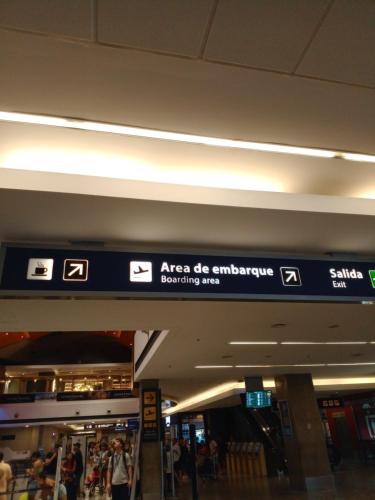 Area de embarque
Boarding area
Salida
Exit